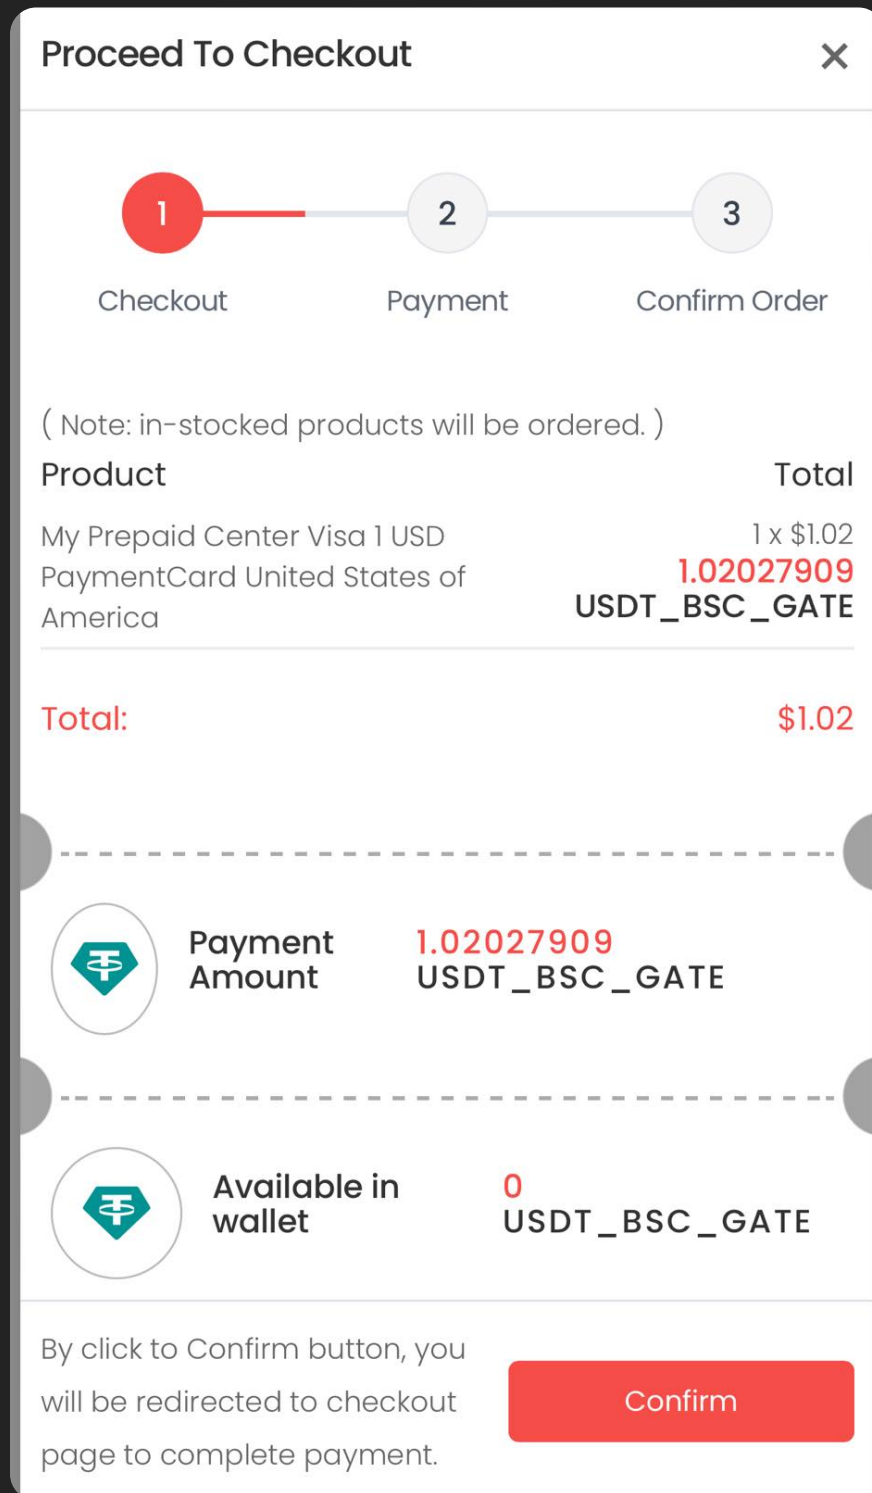 Proceed To Checkout ×
1 2 3
Checkout Payment Confirm Order
( Note: in-stocked products will be ordered. )
Product Total
My Prepaid Center Visa 1 USD 1 x $1.02
PaymentCard United States of 1.02027909
America USDT_BSC_GATE
Total: $1.02
Payment 1.02027909
Amount USDT_BSC_GATE
Available in 0
wallet USDT_BSC_GATE
By click to Confirm button, you
will be redirected to checkout Confirm
page to complete payment.